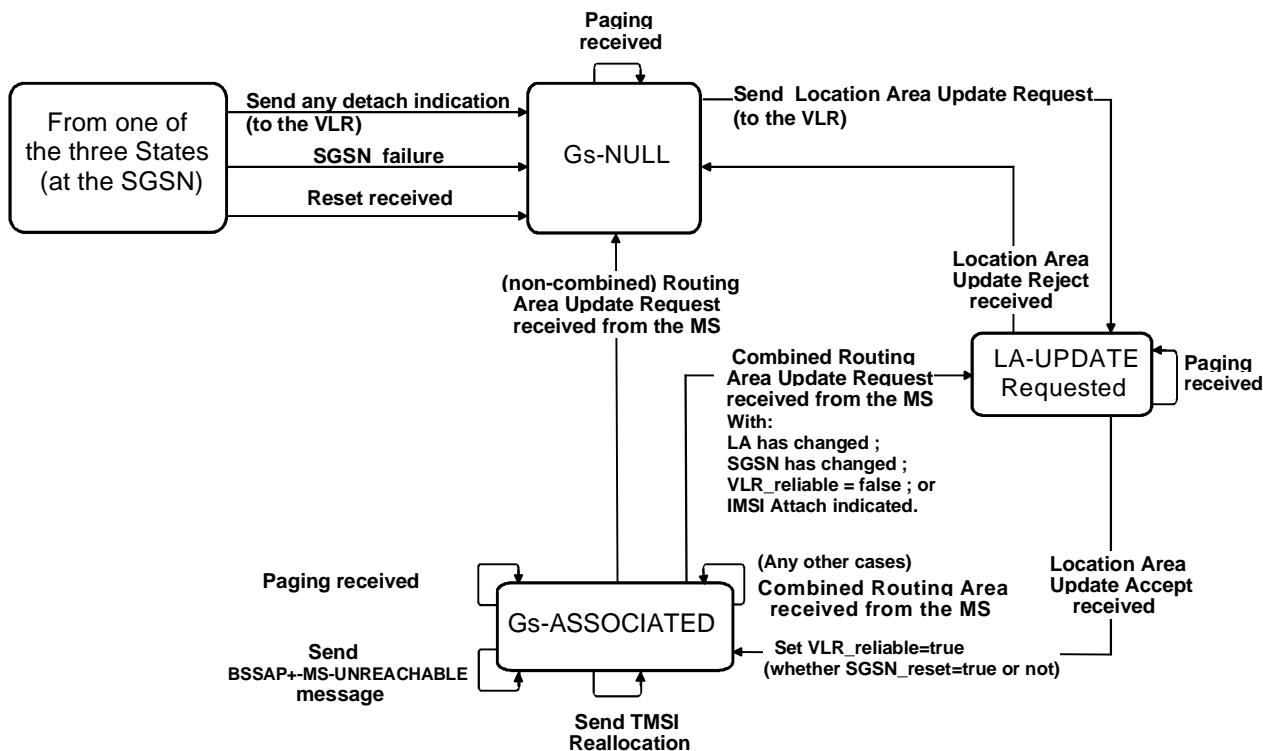 Paging
received
Send any detach indication
(to the VLR)
SGSN failure
Reset received
From one of
the three States
(at the SGSN)
Gs-NULL
Send Location Area Update Request
(to the VLR)
Location Area
Update Reject
received
(non-combined) Routing
Area Update Request
received from the MS
LA-UPDATE
Requested
Paging
received
Combined Routing
Area Update Request
received from the MS
With:
LA has changed ;
SGSN has changed ;
VLR_reliable = false ; or
IMSI Attach indicated.
Location Area
Update Accept
received
(Any other cases)
Combined Routing Area
received from the MS
Paging received
Gs-ASSOCIATED
Set VLR_reliable=true
(whether SGSN_reset=true or not)
Send
BSSAP+-MS-UNREACHABLE
message
Send TMSI
Reallocation